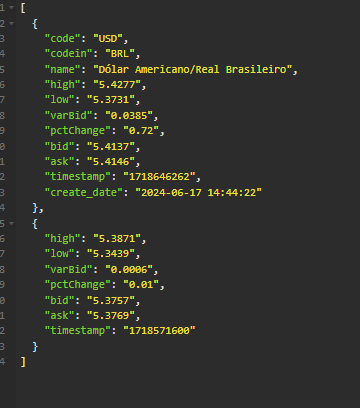 1 [
2 {
3 "code": "USD",
4 "codein": "BRL",
5 "name": "Dólar Americano/Real Brasileiro",
6 "high": "5.4277",
7 "low": "5.3731",
8 "varBid": "0.0385",
9 "pctChange": "0.72",
0 "bid": "5.4137",
1 "ask": "5.4146",
2 "timestamp": "1718646262",
3 "create_date": "2024-06-17 14:44:22"
4 },
5 {
6 "high": "5.3871",
7 "low": "5.3439",
8 "varBid": "0.0006",
9 "pctChange": "0.01",
0 "bid": "5.3757",
1 "ask": "5.3769",
2 "timestamp": "1718571600"
3 }
4 ]